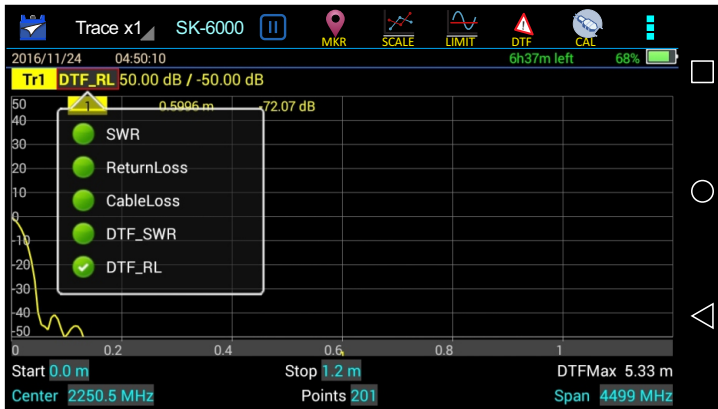 Trace x1 SK-6000 MKR SCALE LIMIT DTF CAL
2016/11/24 04:50:10 6h37m left 68%
Tr1 DTF_RL 50.00 dB / -50.00 dB
50 1 0.5996 m -72.07 dB
40
SWR
30
ReturnLoss
20
10
CableLoss
0
DTF_SWR
-10
-20
DTF_RL
-30
-40
-50
0 0.2 0.4 0.6 0.8 1
Start 0.0 m Stop 1.2 m DTFMax 5.33 m
Center 2250.5 MHz Points 201 Span 4499 MHz